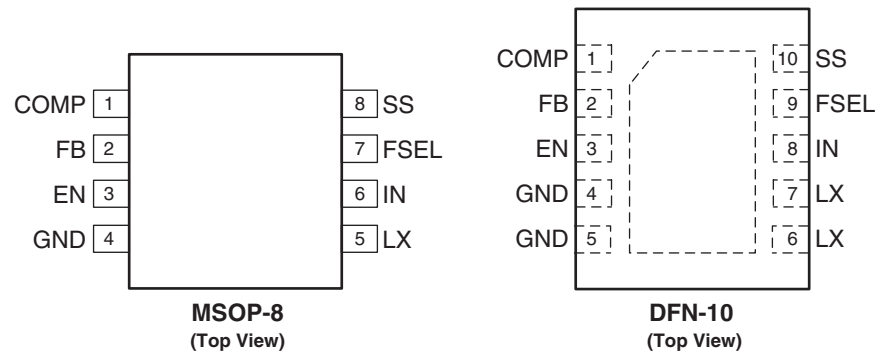 COMP 1
FB 2
EN 3
GND 4
8 SS
7 FSEL
6 IN
5 LX
MSOP-8
(Top View)
COMP 1
FB 2
EN 3
GND 4
GND 5
10 SS
9 FSEL
8 IN
7 LX
6 LX
DFN-10
(Top View)